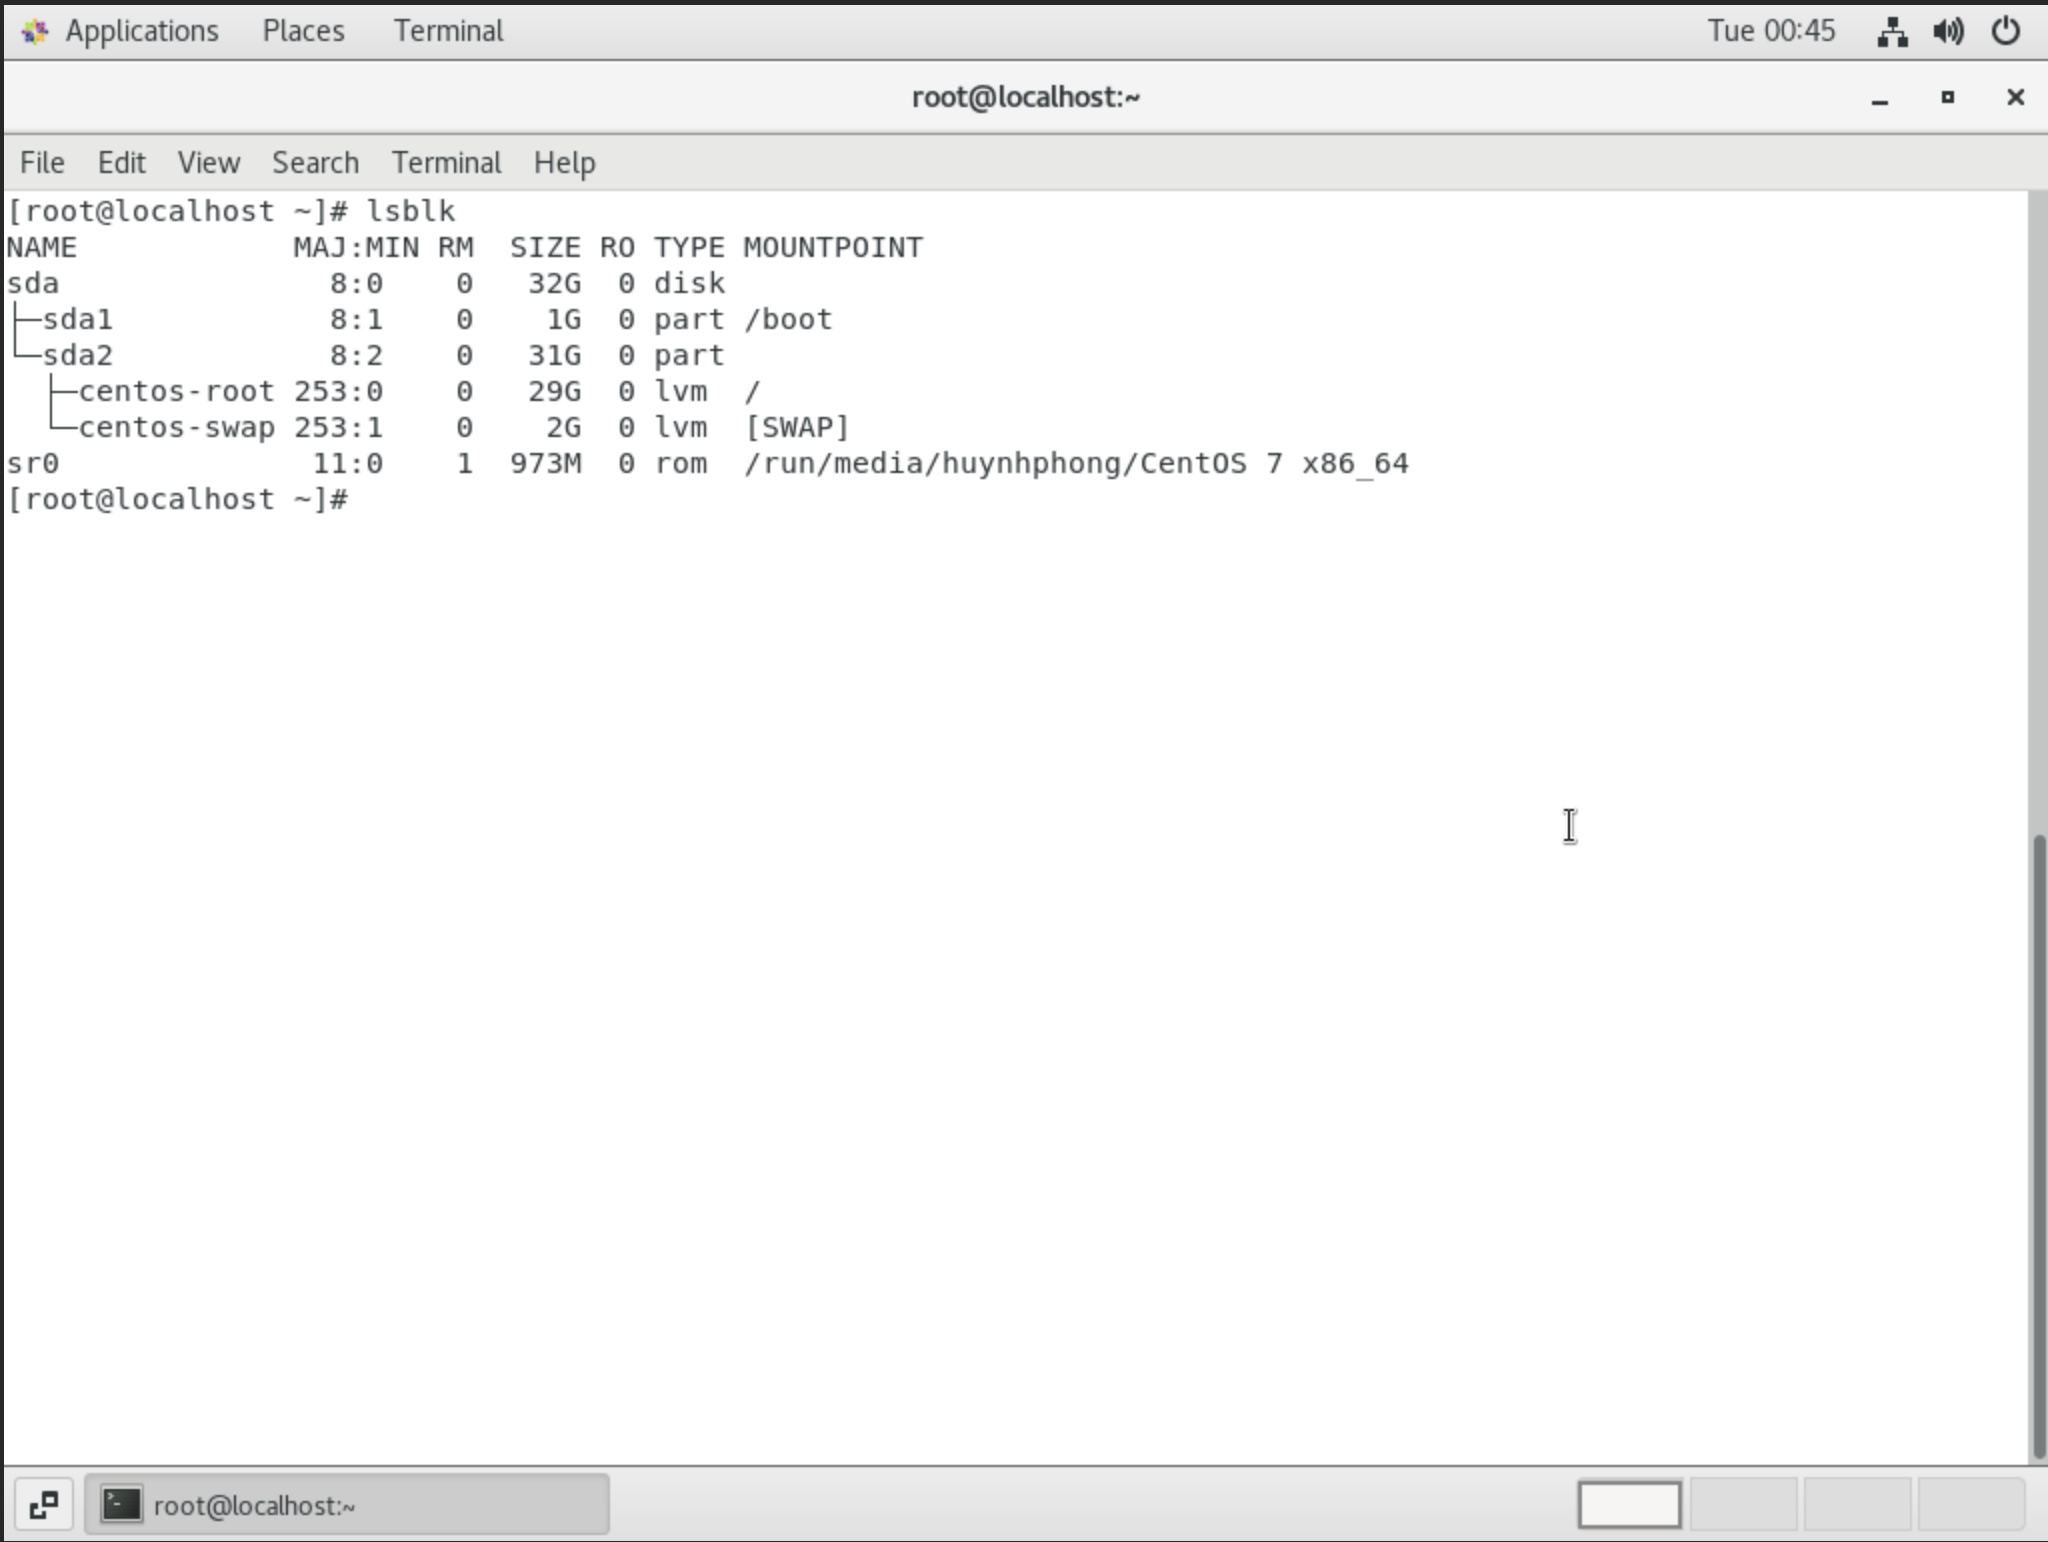 Applications Places Terminal Tue 00:45
root@localhost:~
File Edit View Search Terminal Help
[root@localhost ~]# lsblk
NAME            MAJ:MIN RM  SIZE RO TYPE MOUNTPOINT
sda               8:0    0   32G  0 disk
├─sda1            8:1    0    1G  0 part /boot
└─sda2            8:2    0   31G  0 part
  ├─centos-root 253:0    0   29G  0 lvm  /
  └─centos-swap 253:1    0    2G  0 lvm  [SWAP]
sr0              11:0    1  973M  0 rom  /run/media/huynhphong/CentOS 7 x86_64
[root@localhost ~]#
root@localhost:~